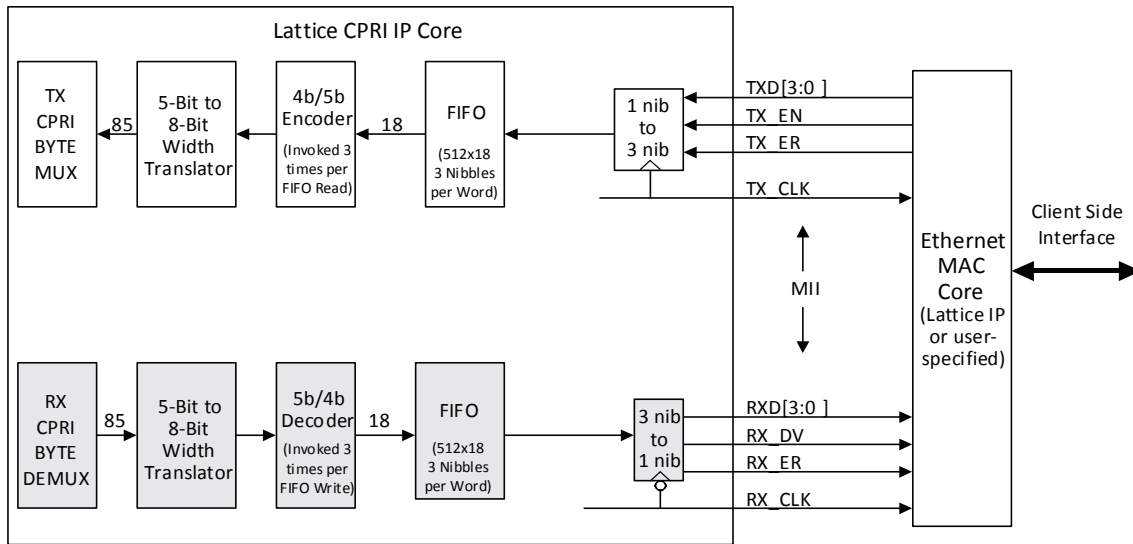 Lattice CPRI IP Core
TX
CPRI
BYTE
MUX
85
5-Bit to
8-Bit
Width
Translator
4b/5b
Encoder
(Invoked 3
times per
FIFO Read)
18
FIFO
(512x18
3 Nibbles
per Word)
1 nib
to
3 nib
TXD[3:0 ]
TX_EN
TX_ER
TX_CLK
MII
Ethernet
MAC
Core
(Lattice IP
or user-
specified)
Client Side
Interface
RX
CPRI
BYTE
DEMUX
85
5-Bit to
8-Bit
Width
Translator
5b/4b
Decoder
(Invoked 3
times per
FIFO Write)
18
FIFO
(512x18
3 Nibbles
per Word)
3 nib
to
1 nib
RXD[3:0 ]
RX_DV
RX_ER
RX_CLK